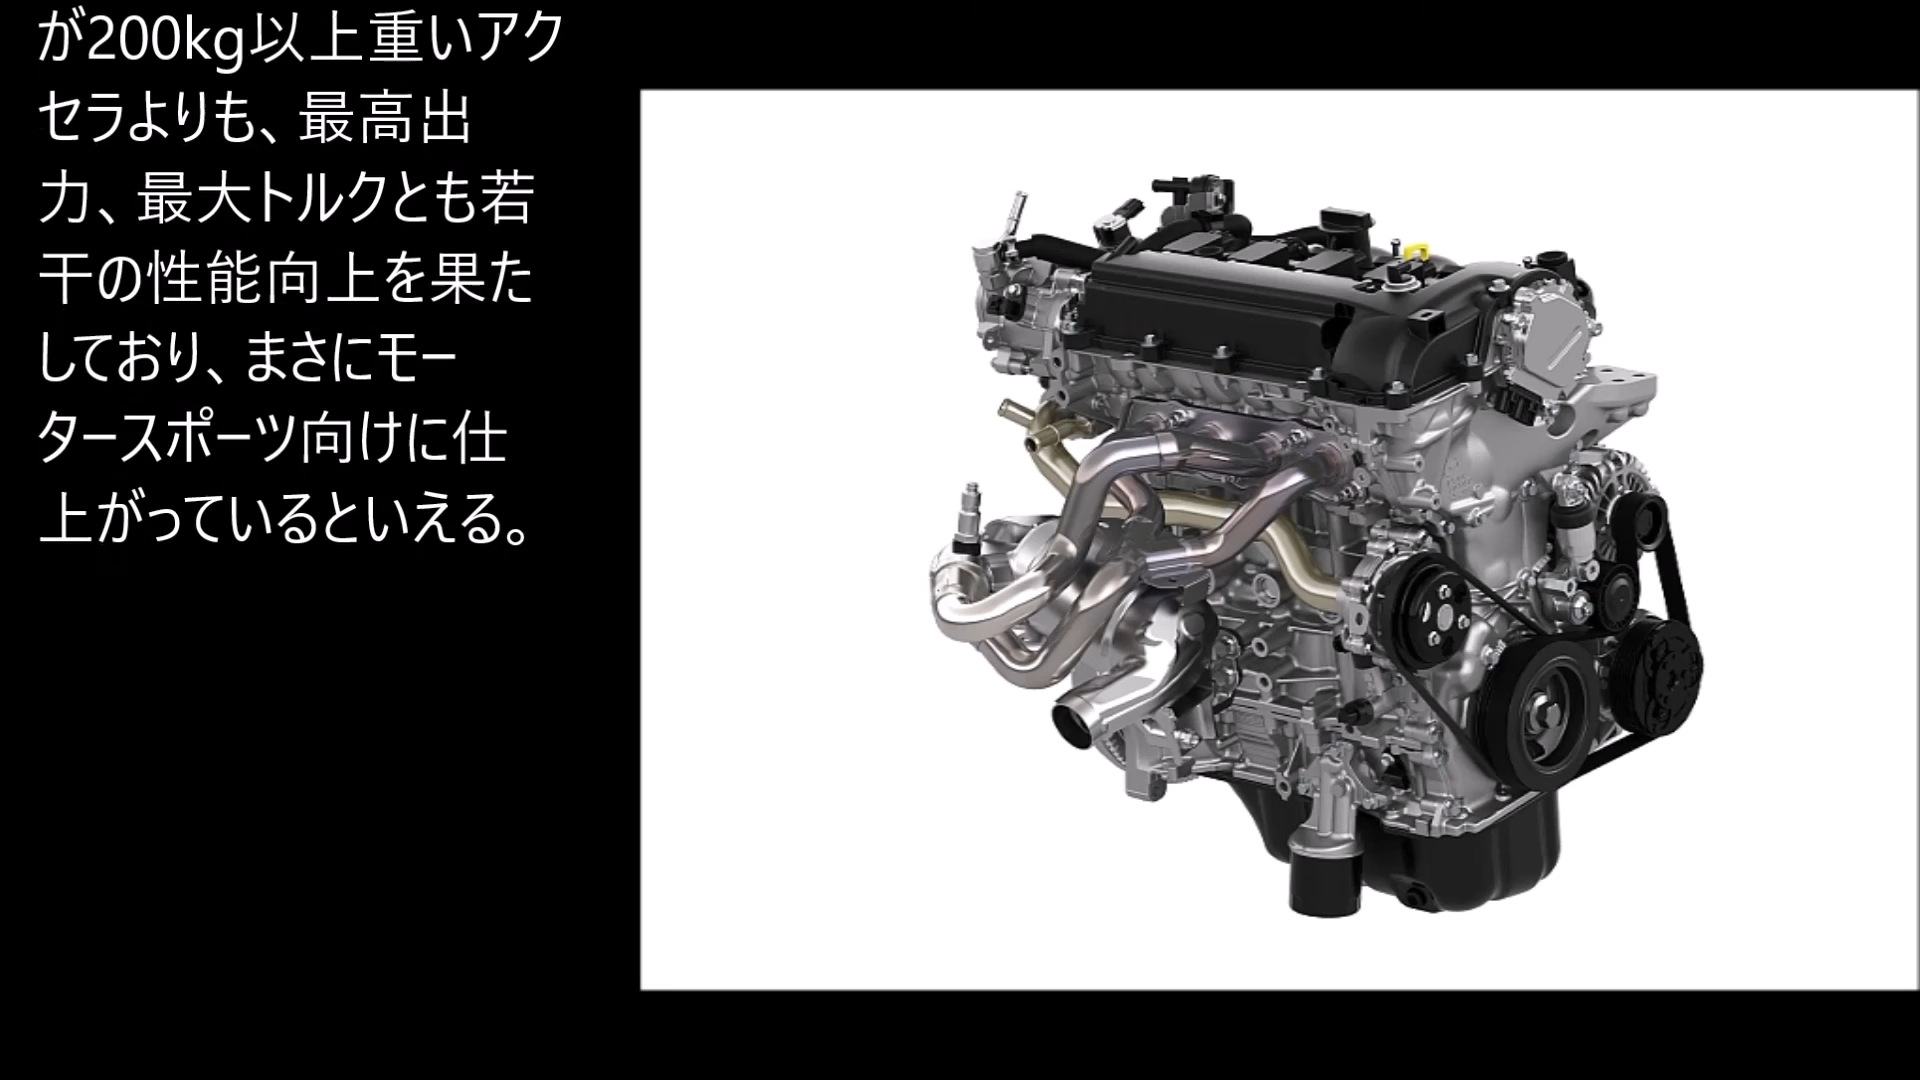 が200kg以上重いアク
セラよりも、最高出
力、最大トルクとも若
干の性能向上を果た
しており、まさにモー
タースポーツ向けに仕
上がっているといえる。